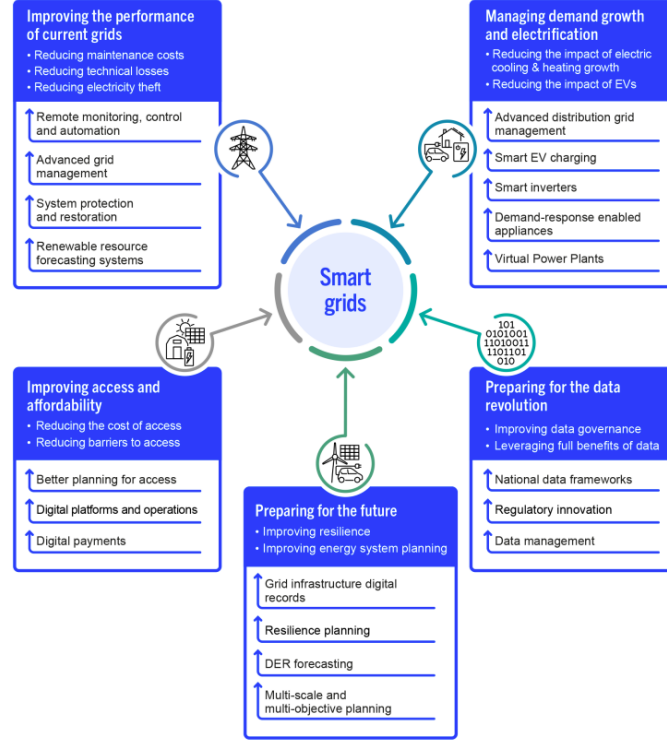 Improving the performance
of current grids
• Reducing maintenance costs
• Reducing technical losses
• Reducing electricity theft
Remote monitoring, control
and automation
Advanced grid
management
System protection
and restoration
Renewable resource
forecasting systems
Managing demand growth
and electrification
• Reducing the impact of electric
cooling & heating growth
• Reducing the impact of EVs
Advanced distribution grid
management
Smart EV charging
Smart inverters
Demand-response enabled
appliances
Virtual Power Plants
Smart
grids
Improving access and
affordability
• Reducing the cost of access
• Reducing barriers to access
Better planning for access
Digital platforms and operations
Digital payments
Preparing for the future
• Improving resilience
• Improving energy system planning
Grid infrastructure digital
records
Resilience planning
DER forecasting
Multi-scale and
multi-objective planning
101
0101001
11010011
1101101
010
Preparing for the data
revolution
• Improving data governance
• Leveraging full benefits of data
National data frameworks
Regulatory innovation
Data management